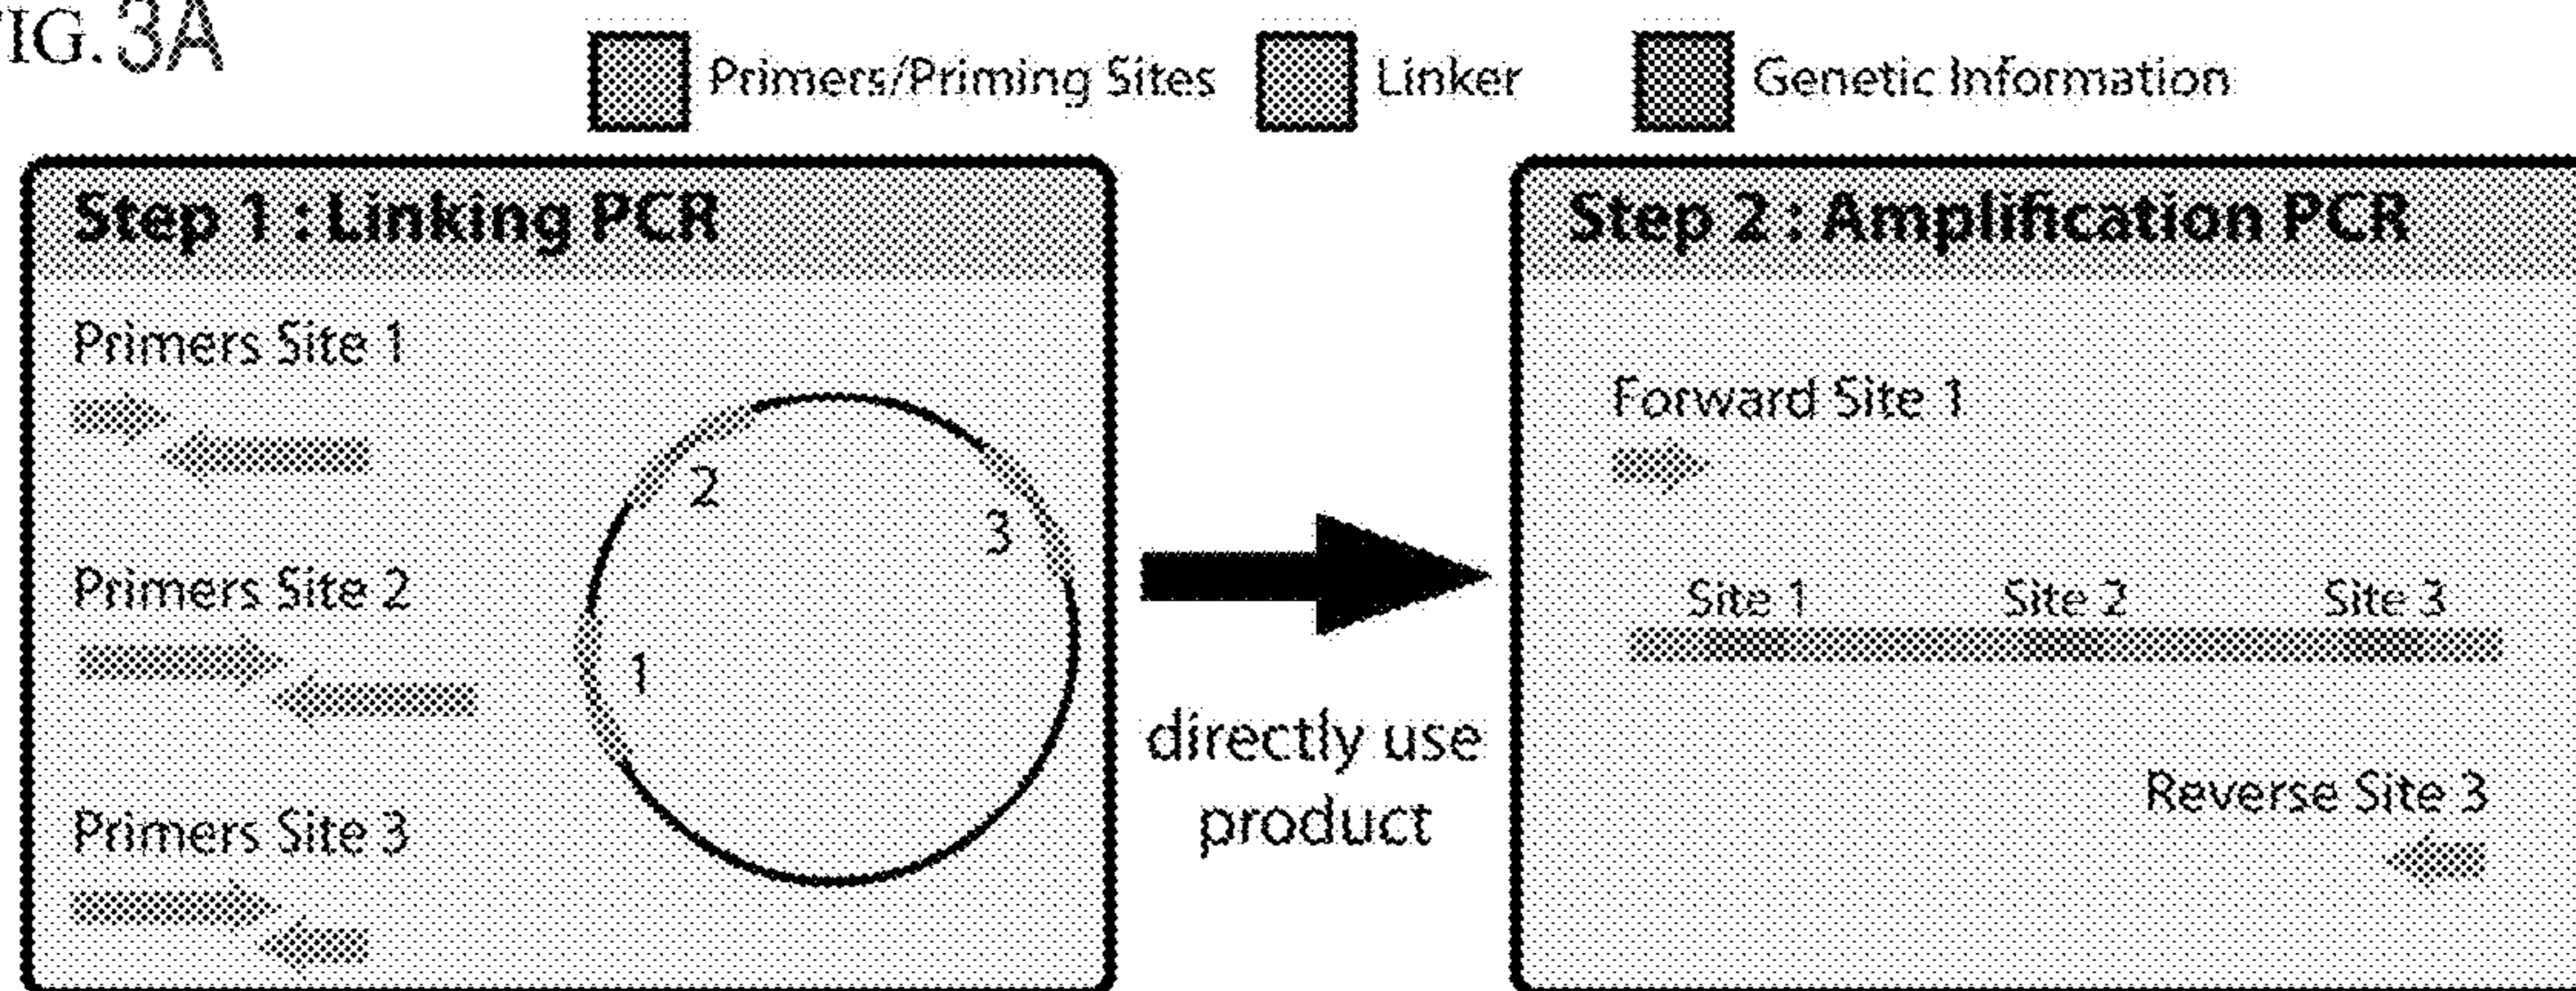 FIG. 3A
Primers/Priming Sites
Linker
Genetic Information
Step 1 : Linking PCR
Primers Site 1
2
3
Primers Site 2
1
Primers Site 3
directly use
product
Step 2 : Amplification PCR
Forward Site 1
Site 1
Site 2
Site 3
Reverse Site 3